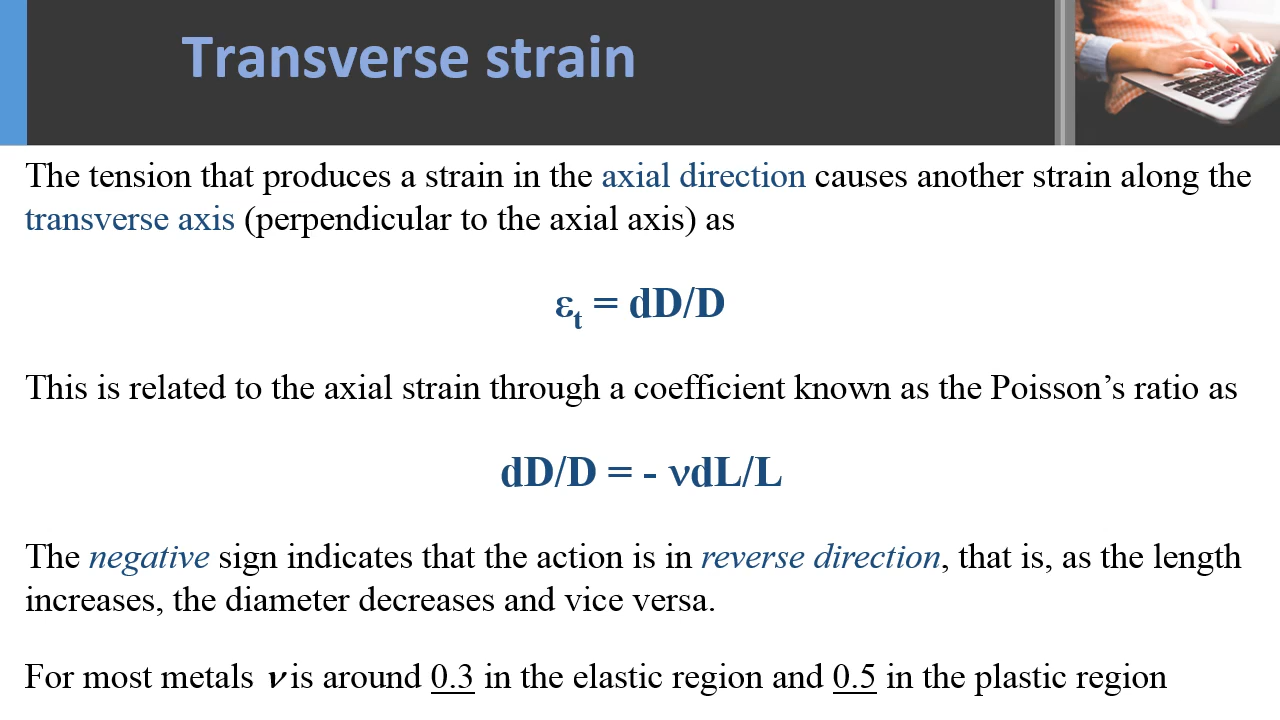 Transverse strain
The tension that produces a strain in the axial direction causes another strain along the
transverse axis (perpendicular to the axial axis) as
εt = dD/D
This is related to the axial strain through a coefficient known as the Poisson’s ratio as
dD/D = - νdL/L
The negative sign indicates that the action is in reverse direction, that is, as the length
increases, the diameter decreases and vice versa.
For most metals ν is around 0.3 in the elastic region and 0.5 in the plastic region